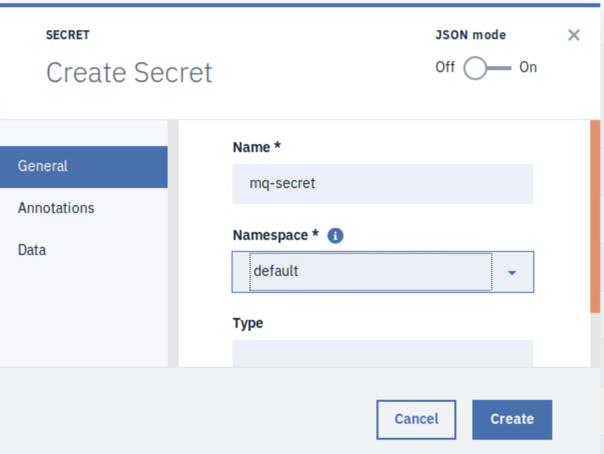 SECRET
Create Secret
JSON mode
Off On
General
Annotations
Data
Name *
mq-secret
Namespace *
default
Type
Cancel
Create